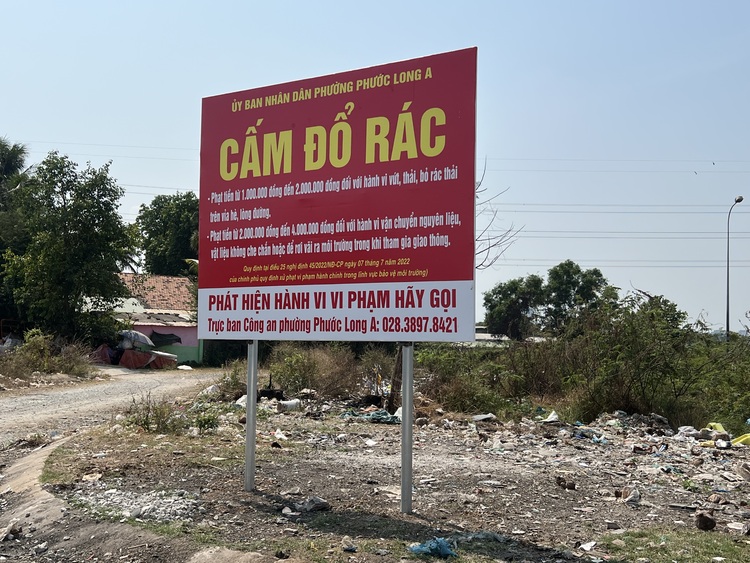 ỦY BAN NHÂN DÂN PHƯỜNG PHƯỚC LONG A
CẤM ĐỔ RÁC
- Phạt tiền từ 1.000.000 đồng đến 2.000.000 đồng đối với hành vi vứt, thải, bỏ rác thải
trên vỉa hè, lòng đường.
- Phạt tiền từ 2.000.000 đồng đến 4.000.000 đồng đối với hành vi vận chuyển nguyên liệu,
vật liệu không che chắn hoặc để rơi vãi ra môi trường trong khi tham gia giao thông.
Quy định tại điều 25 nghị định 45/2022/NĐ-CP ngày 07 tháng 7 năm 2022
của chính phủ quy định xử phạt vi phạm hành chính trong lĩnh vực bảo vệ môi trường)
PHÁT HIỆN HÀNH VI VI PHẠM HÃY GỌI
Trực ban Công an phường Phước Long A: 028.3897.8421